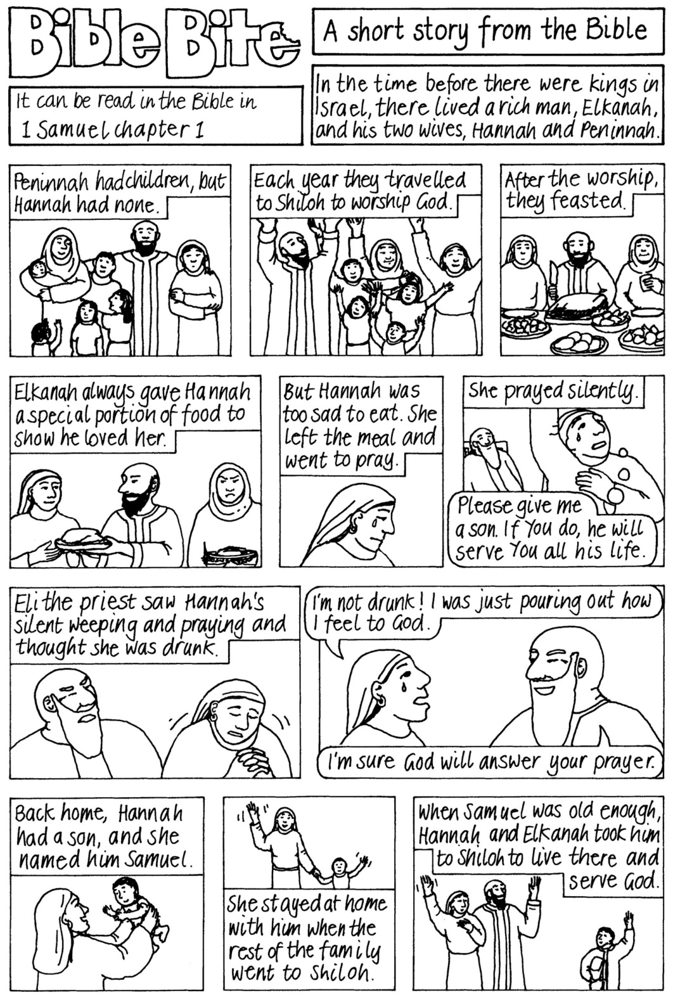 Bible Bite
A short story from the Bible
It can be read in the Bible in
1 Samuel chapter 1
In the time before there were kings in
Israel, there lived a rich man, Elkanah,
and his two wives, Hannah and Peninnah.
Peninnah had children, but
Hannah had none.
Each year they travelled
to Shiloh to worship God.
After the worship,
they feasted.
Elkanah always gave Hannah
a special portion of food to
show he loved her.
But Hannah was
too sad to eat. She
left the meal and
went to pray.
She prayed silently.
Please give me
a son. If You do, he will
serve You all his life.
Eli the priest saw Hannah's
silent weeping and praying and
thought she was drunk.
I'm not drunk! I was just pouring out how
I feel to God.
I'm sure God will answer your prayer.
Back home, Hannah
had a son, and she
named him Samuel.
She stayed at home
with him when the
rest of the family
went to Shiloh.
When Samuel was old enough,
Hannah and Elkanah took him
to Shiloh to live there and
serve God.